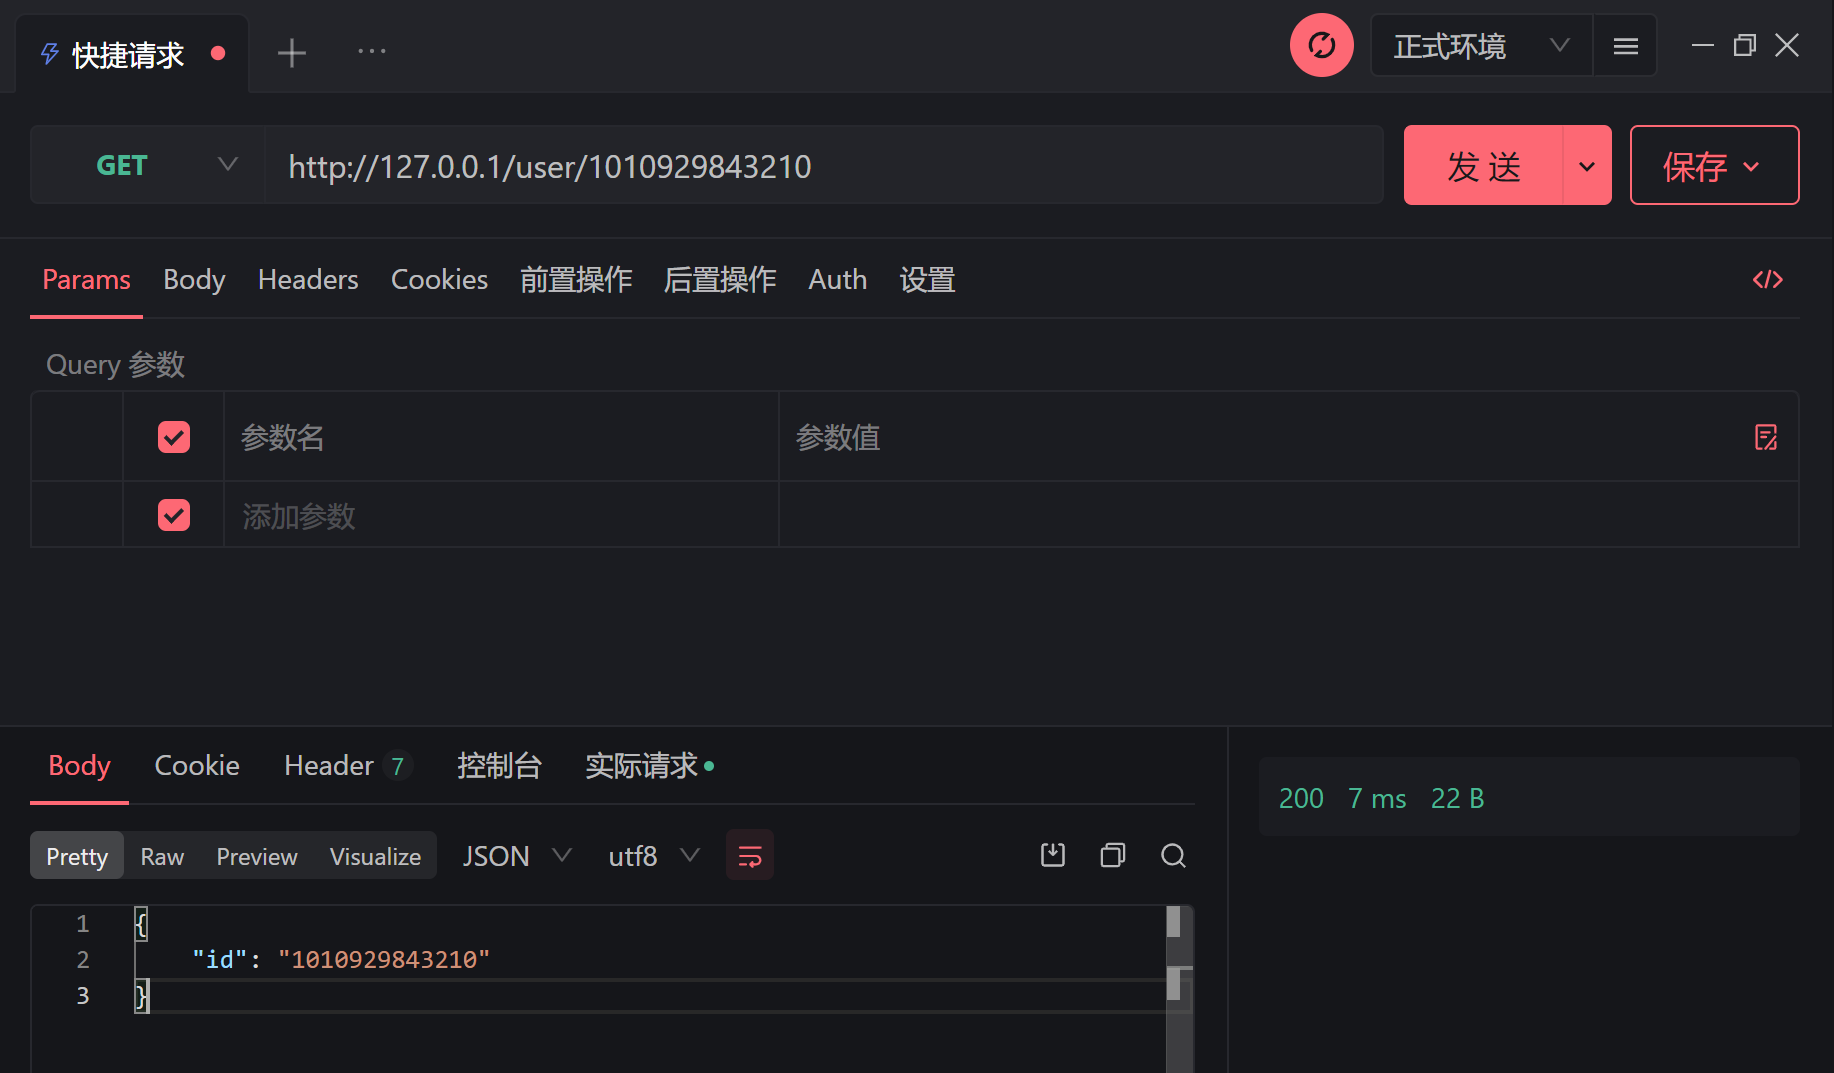 快捷请求
正式环境
GET http://127.0.0.1/user/1010929843210 发 送 保存
Params Body Headers Cookies 前置操作 后置操作 Auth 设置
Query 参数
参数名 参数值
添加参数
Body Cookie Header 7 控制台 实际请求
200 7 ms 22 B
Pretty Raw Preview Visualize JSON utf8
1 {
2 "id": "1010929843210"
3 }